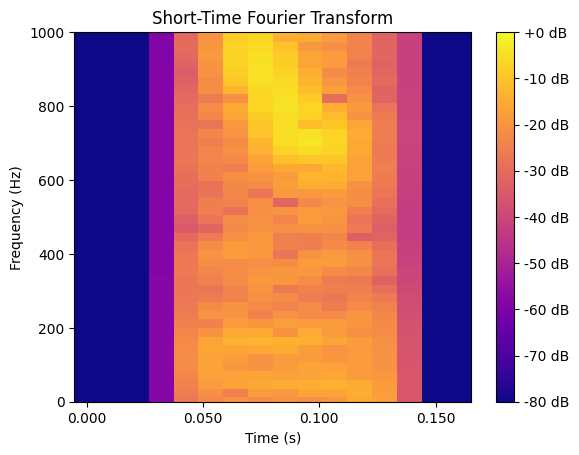 Short-Time Fourier Transform
1000
800
600
400
200
0
Frequency (Hz)
0.000
0.050
0.100
0.150
Time (s)
+0 dB
-10 dB
-20 dB
-30 dB
-40 dB
-50 dB
-60 dB
-70 dB
-80 dB